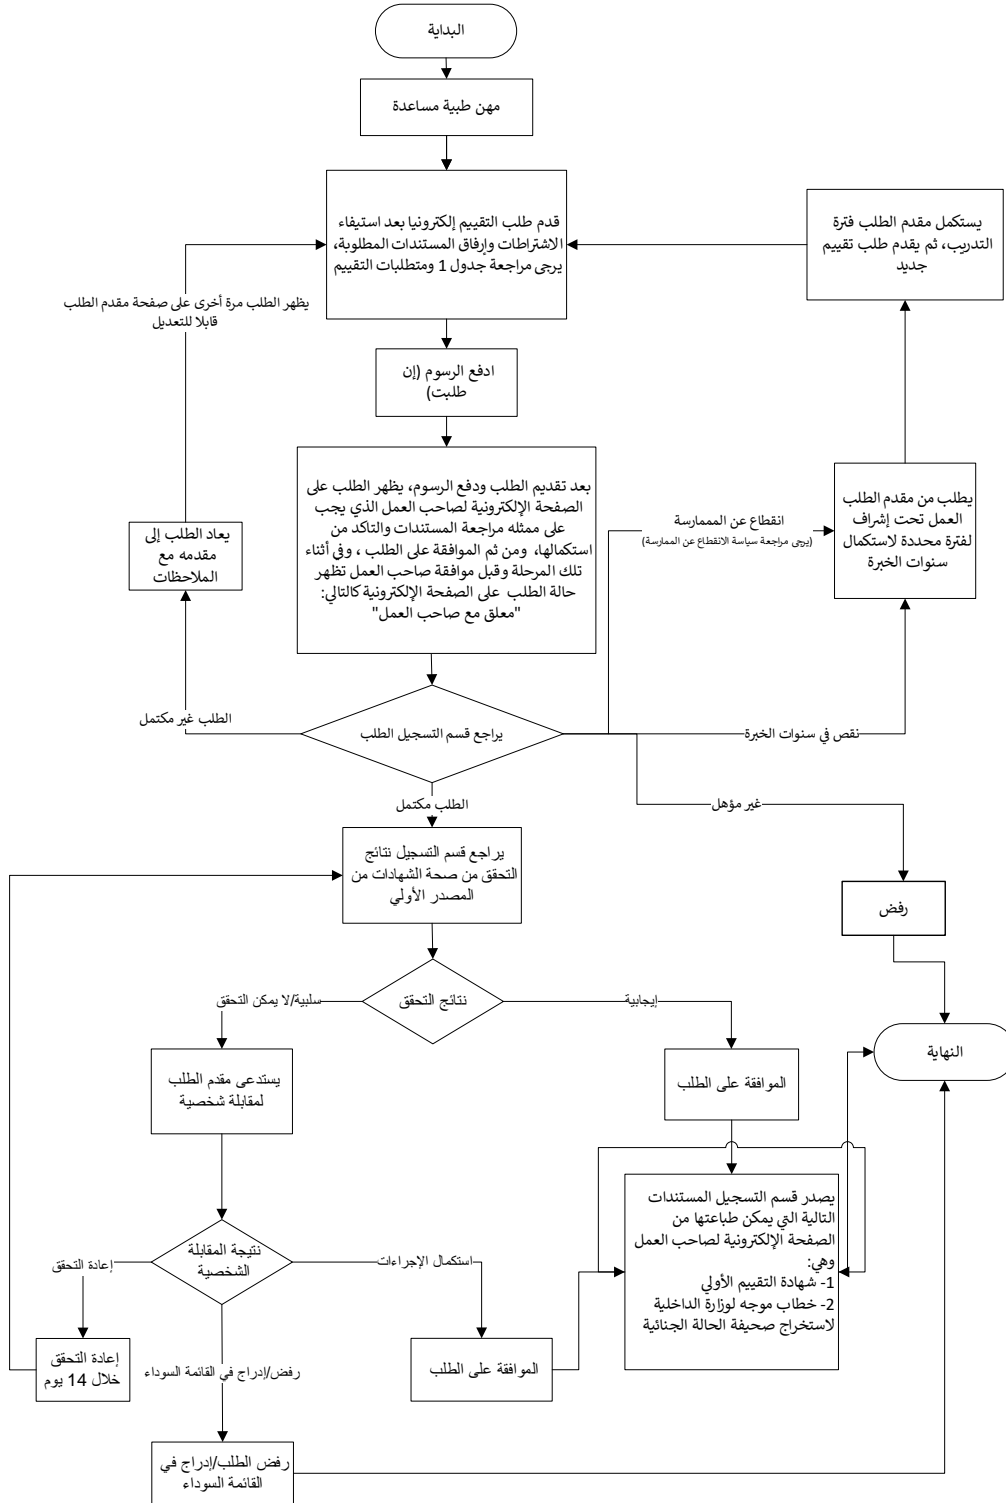 البداية
مهن طبية مساعدة
قدم طلب التقييم إلكترونيا بعد استيفاء
الاشتراطات وإرفاق المستندات المطلوبة،
يرجى مراجعة جدول 1 ومتطلبات التقييم
يستكمل مقدم الطلب فترة
التدريب، ثم يقدم طلب تقييم
جديد
يظهر الطلب مرة أخرى على صفحة مقدم الطلب
قابلا للتعديل
ادفع الرسوم (إن
طلبت)
بعد تقديم الطلب ودفع الرسوم، يظهر الطلب على
الصفحة الإلكترونية لصاحب العمل الذي يجب
على ممثله مراجعة المستندات والتاكد من
استكمالها، ومن ثم الموافقة على الطلب ، وفي أثناء
تلك المرحلة وقبل موافقة صاحب العمل تظهر
حالة الطلب على الصفحة الإلكترونية كالتالي:
"معلق مع صاحب العمل"
انقطاع عن المممارسة
(يرجى مراجعة سياسة الانقطاع عن الممارسة)
يطلب من مقدم الطلب
العمل تحت إشراف
لفترة محددة لاستكمال
سنوات الخبرة
يعاد الطلب إلى
مقدمه مع
الملاحظات
الطلب غير مكتمل
يراجع قسم التسجيل الطلب
نقص في سنوات الخبرة
الطلب مكتمل
غير مؤهل
يراجع قسم التسجيل نتائج
التحقق من صحة الشهادات من
المصدر الأولي
رفض
نتائج التحقق
سلبية/لا يمكن التحقق
إيجابية
النهاية
يستدعى مقدم الطلب
لمقابلة شخصية
الموافقة على الطلب
يصدر قسم التسجيل المستندات
التالية التي يمكن طباعتها من
الصفحة الإلكترونية لصاحب العمل
وهي:
1- شهادة التقييم الأولي
2- خطاب موجه لوزارة الداخلية
لاستخراج صحيفة الحالة الجنائية
نتيجة المقابلة
الشخصية
استكمال الإجراءات
إعادة التحقق
إعادة التحقق
خلال 14 يوم
رفض/إدراج في القائمة السوداء
الموافقة على الطلب
رفض الطلب/إدراج في
القائمة السوداء